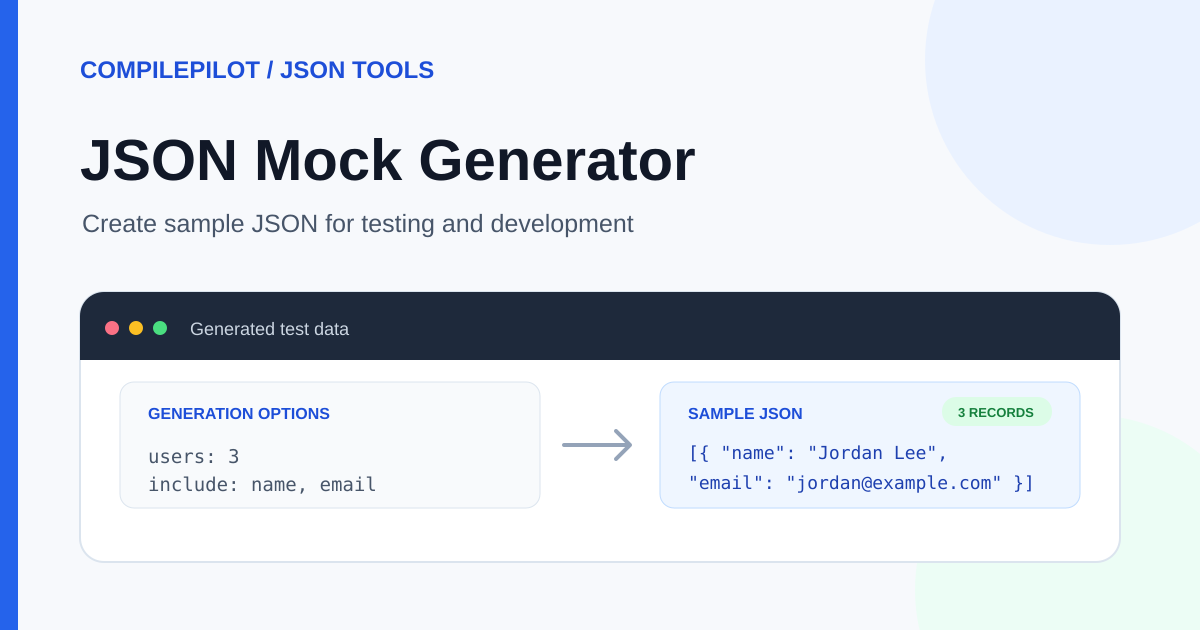 COMPILEPILOT / JSON TOOLS
JSON Mock Generator
Create sample JSON for testing and development
Generated test data
GENERATION OPTIONS
users: 3
include: name, email
SAMPLE JSON
3 RECORDS
[{ "name": "Jordan Lee",
"email": "jordan@example.com" }]